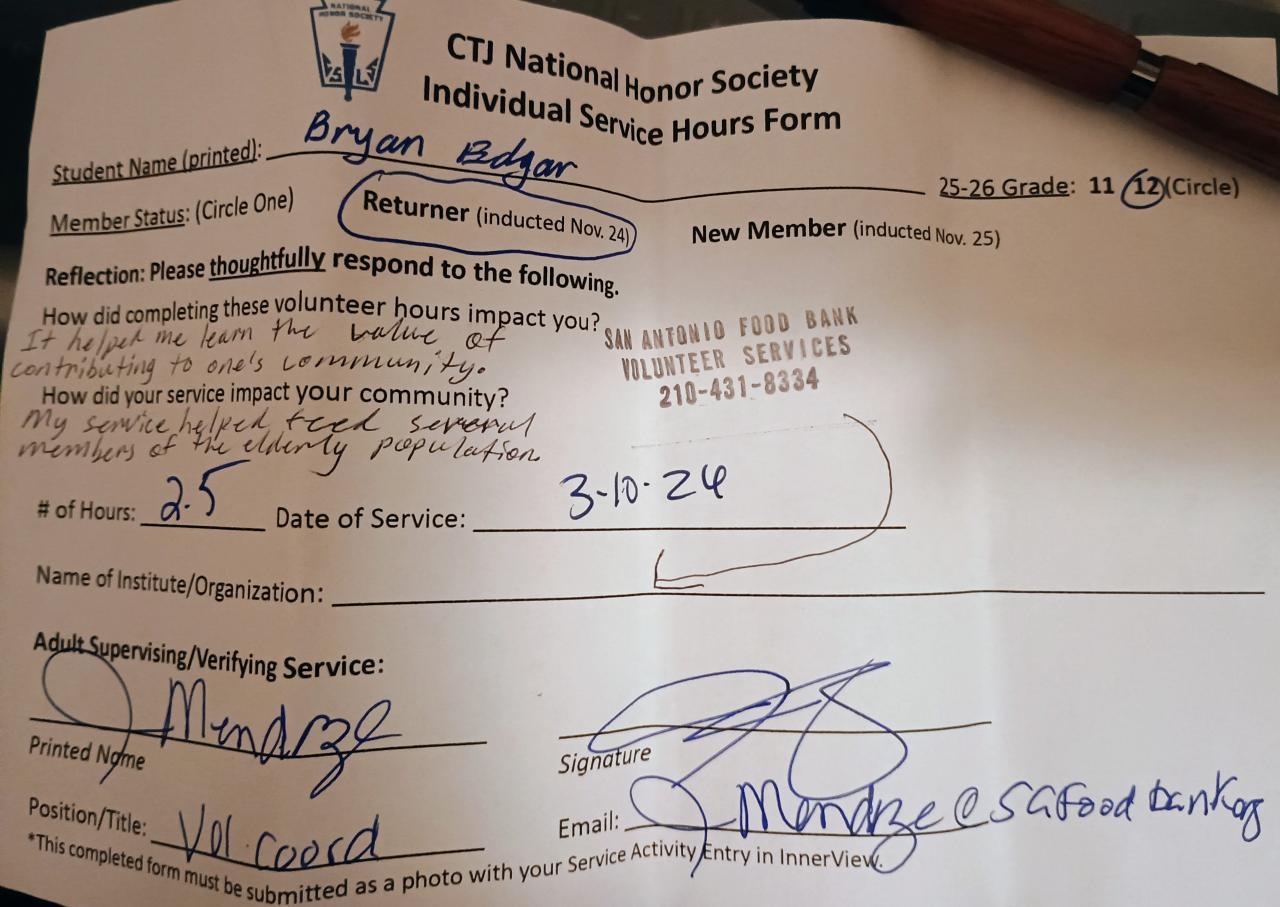 NATIONAL
HONOR SOCIETY
CTJ National Honor Society
Individual Service Hours Form
Student Name (printed): Bryan Edgar
25-26 Grade: 11 12 (Circle)
Member Status: (Circle One) Returner (inducted Nov. 24) New Member (inducted Nov. 25)
Reflection: Please thoughtfully respond to the following.
How did completing these volunteer hours impact you?
It helped me learn the value of
contributing to one's community.
SAN ANTONIO FOOD BANK
VOLUNTEER SERVICES
210-431-8334
How did your service impact your community?
My service helped feed several
members of the elderly population.
# of Hours: 2.5 Date of Service: 3-10-26
Name of Institute/Organization:
Adult Supervising/Verifying Service:
J Mendoze
Printed Name Signature
Position/Title: Vol. Coord Email: JMendoze@safoodbank.org
*This completed form must be submitted as a photo with your Service Activity Entry in InnerView.